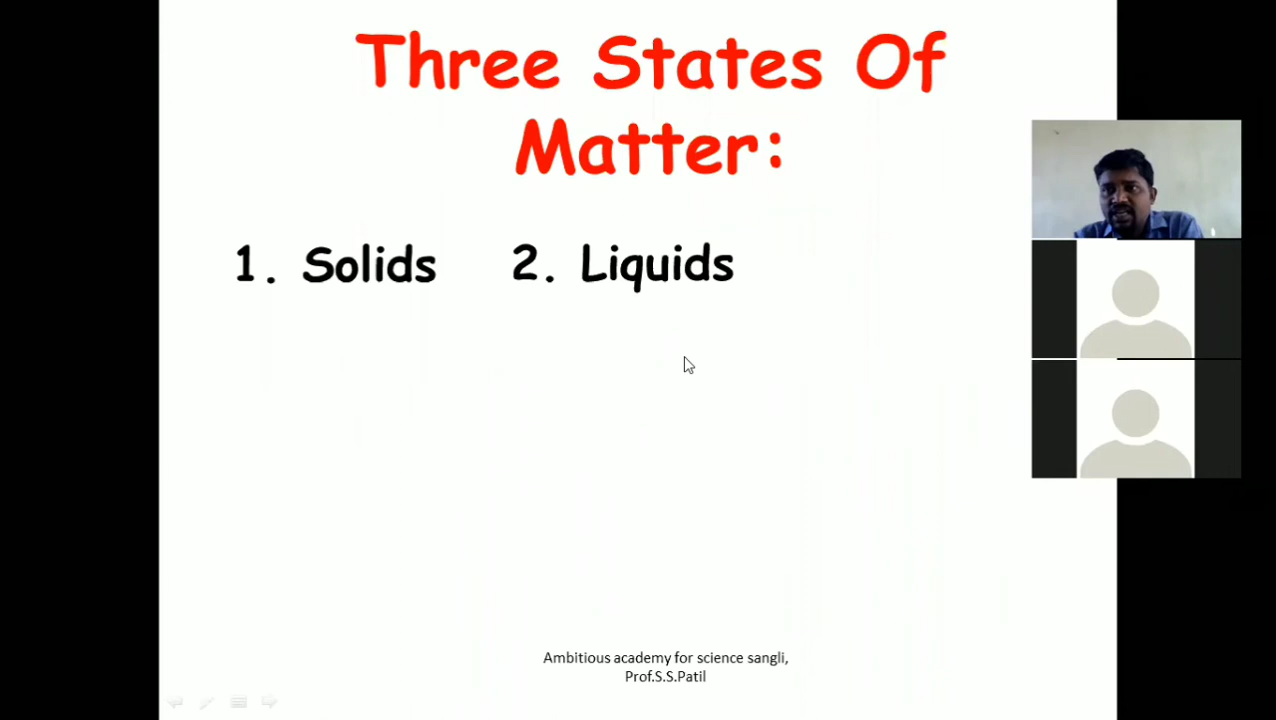 Three States Of
Matter:
1. Solids 2. Liquids
Ambitious academy for science sangli,
Prof.S.S.Patil